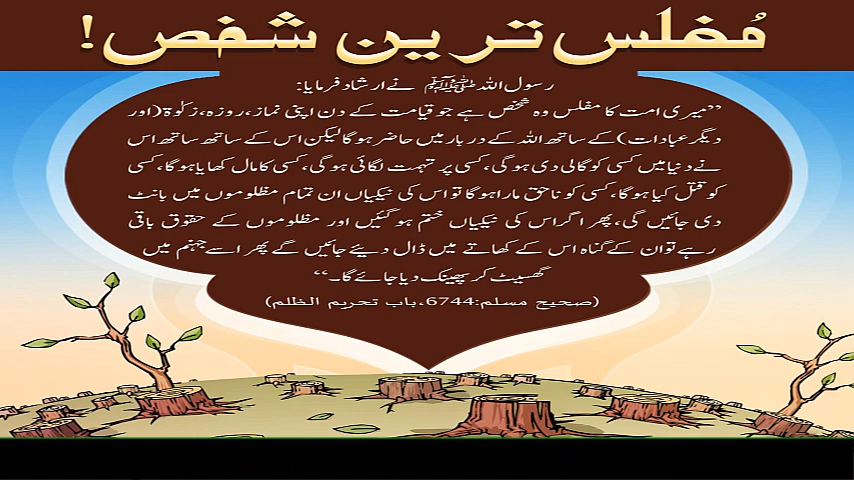 مُفلس ترین شخص!
رسول اللہ ﷺ نے ارشاد فرمایا:
”میری امت کا مفلس وہ شخص ہے جو قیامت کے دن اپنی نماز،روزہ،زکوٰۃ(اور
دیگر عبادات)کے ساتھ اللہ کے دربار میں حاضر ہوگا لیکن اس کے ساتھ ساتھ اس
نے دنیا میں کسی کو گالی دی ہوگی،کسی پر تہمت لگائی ہوگی،کسی کا مال کھایا ہوگا،کسی
کو قتل کیا ہوگا،کسی کو ناحق مارا ہوگا تو اس کی نیکیاں ان تمام مظلوموں میں بانٹ
دی جائیں گی،پھر اگر اس کی نیکیاں ختم ہوگئیں اور مظلوموں کے حقوق باقی
رہے تو ان کے گناہ اس کے کھاتے میں ڈال دیئے جائیں گے پھر اسے جہنم میں
گھسیٹ کر پھینک دیا جائے گا۔“
(صحیح مسلم:6744،باب تحریم الظلم)